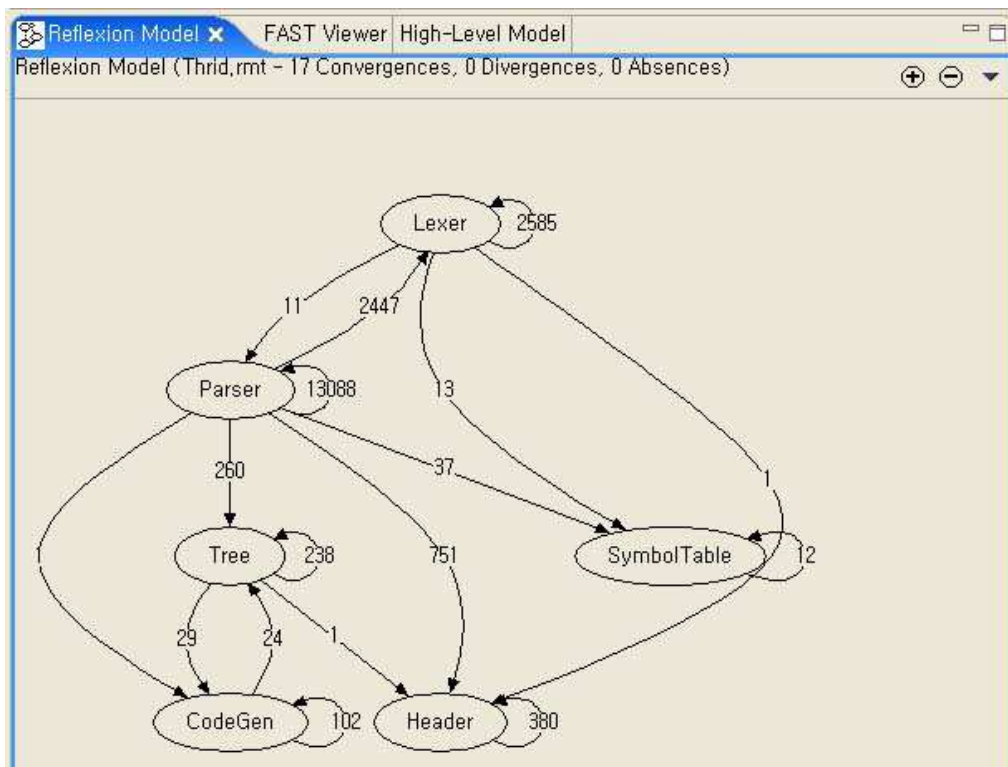 Reflexion Model FAST Viewer High-Level Model
Reflexion Model (Thrid.rmt - 17 Convergences, 0 Divergences, 0 Absences)
Lexer 2585
11 2447
Parser 13088 13
37
260 1
1 Tree 238 751 SymbolTable 12
29 24 1
CodeGen 102 Header 380